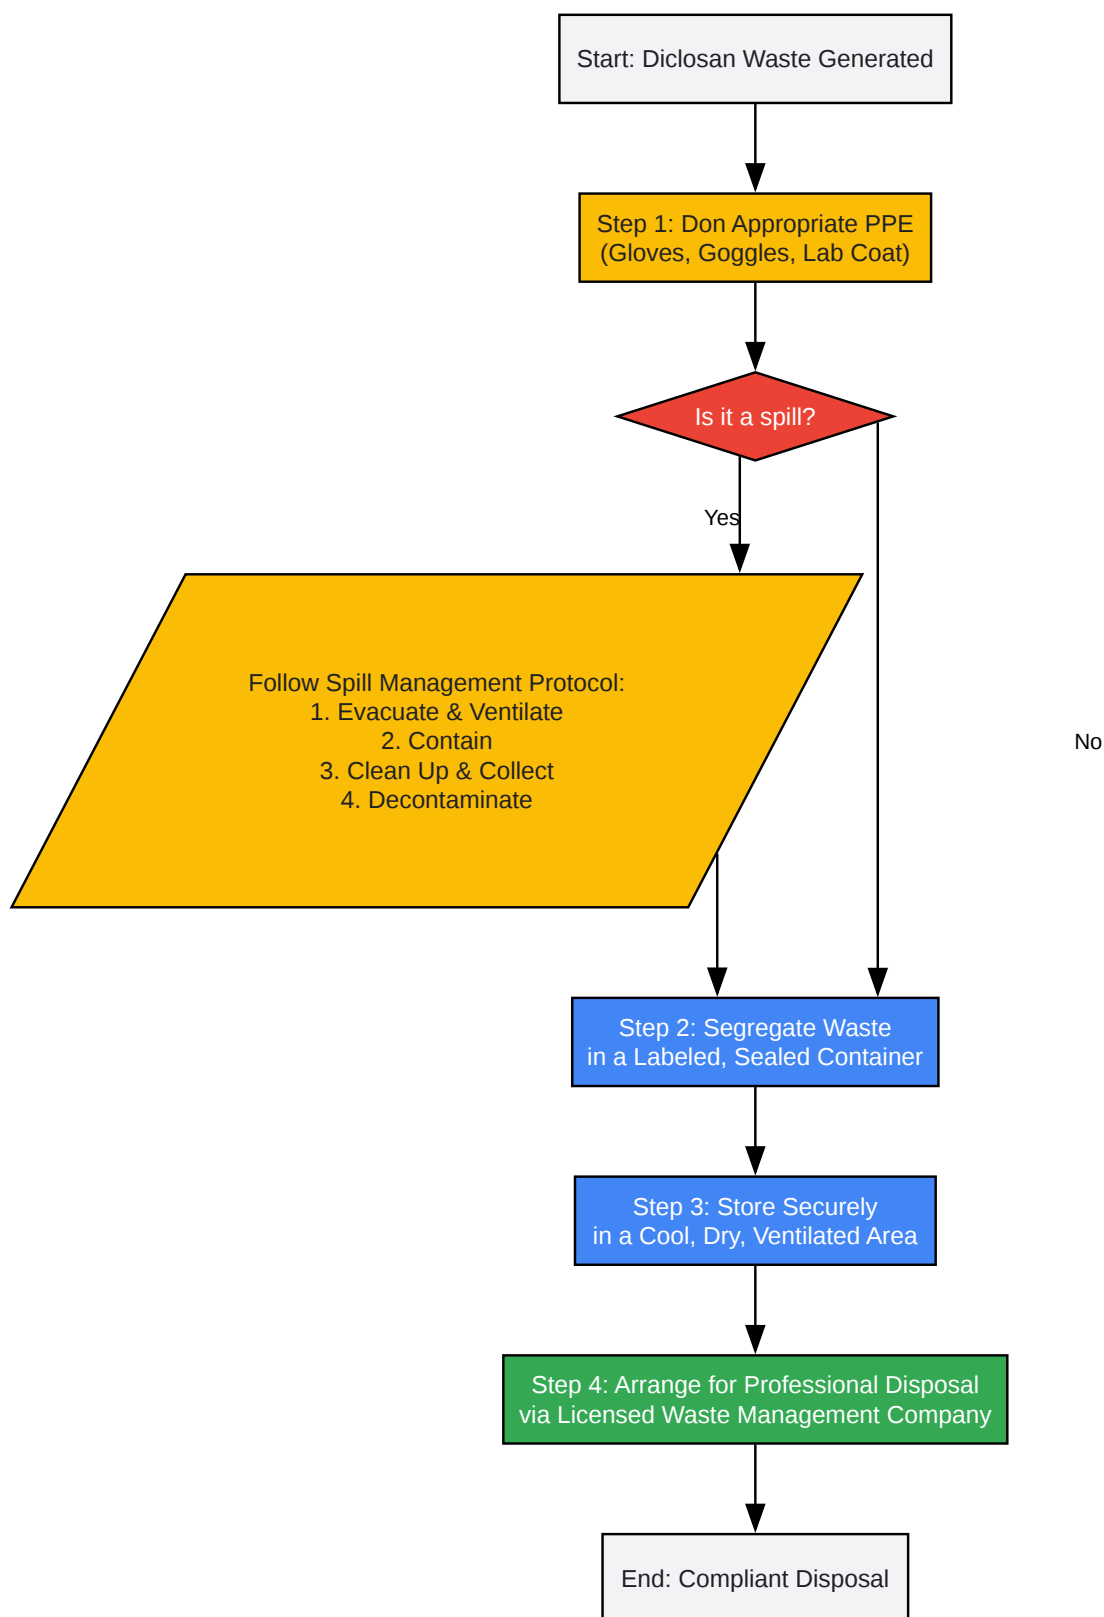 Start: Diclosan Waste Generated
Step 1: Don Appropriate PPE
(Gloves, Goggles, Lab Coat)
Is it a spill?
Yes
Follow Spill Management Protocol:
1. Evacuate & Ventilate
2. Contain
3. Clean Up & Collect
4. Decontaminate
No
Step 2: Segregate Waste
in a Labeled, Sealed Container
Step 3: Store Securely
in a Cool, Dry, Ventilated Area
Step 4: Arrange for Professional Disposal
via Licensed Waste Management Company
End: Compliant Disposal